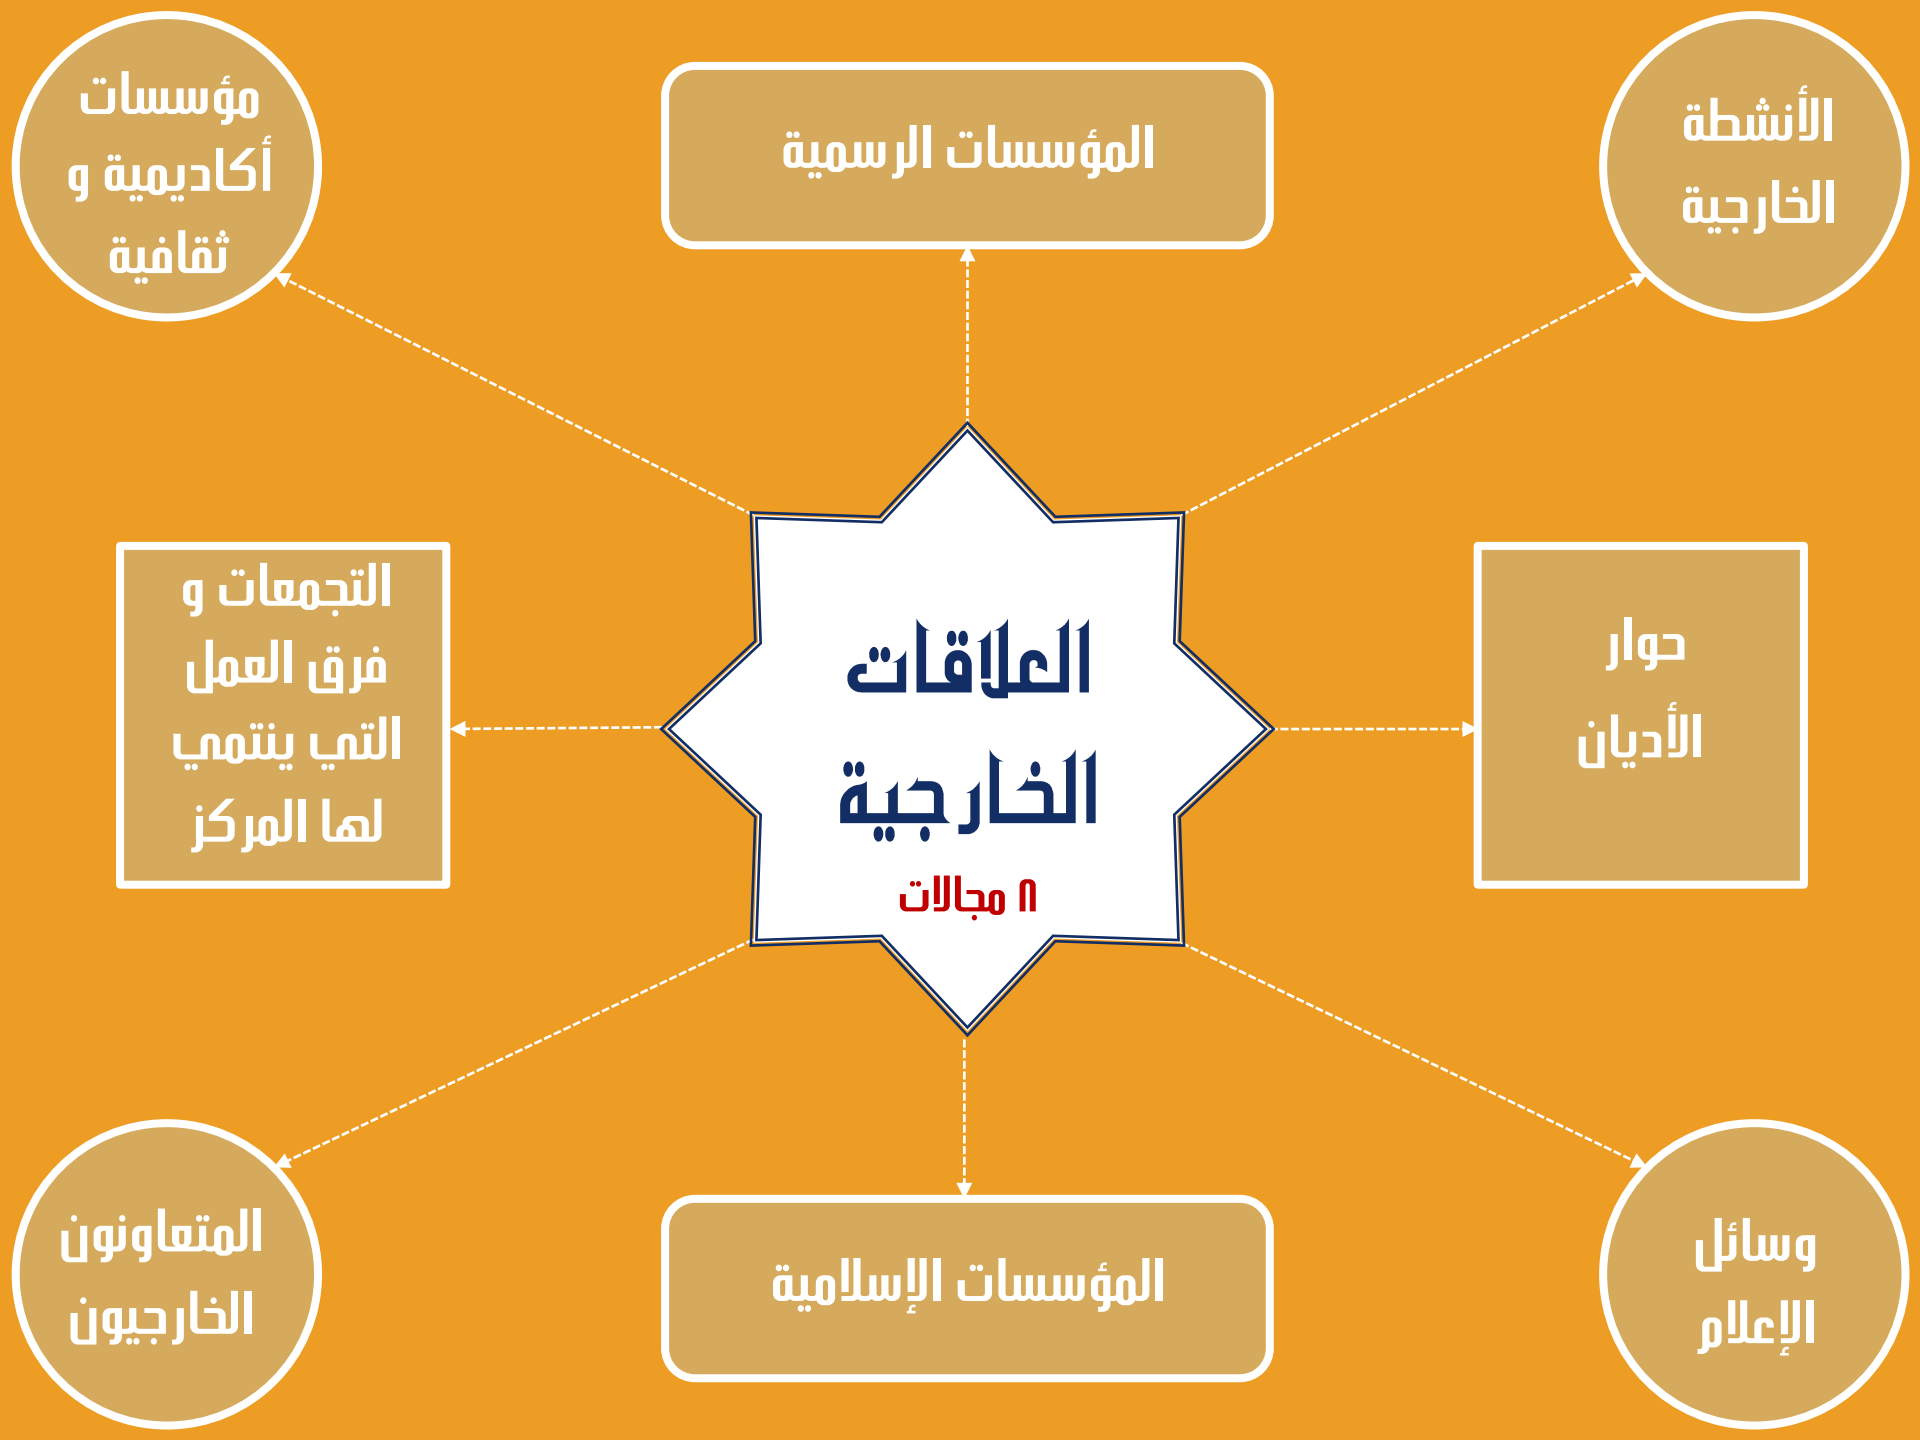 الأنشطة
الخارجية
المؤسسات الرسمية
مؤسسات
أكاديمية و
ثقافية
حوار
الأديان
العلاقات
الخارجية
٨ مجالات
التجمعات و
فرق العمل
التي ينتمي
لها المركز
وسائل
الإعلام
المؤسسات الإسلامية
المتعاونون
الخارجيون